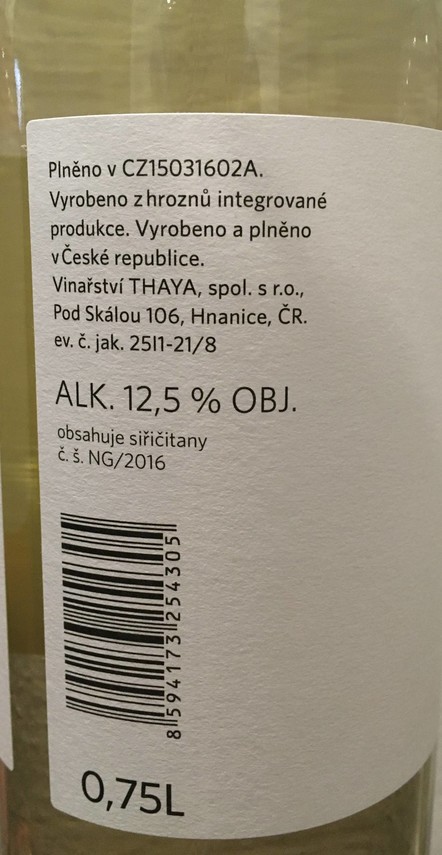 Plněno v CZ15031602A.
Vyrobeno z hroznů integrované
produkce. Vyrobeno a plněno
v České republice.
Vinařství THAYA, spol. s r.o.,
Pod Skálou 106, Hnanice, ČR.
ev. č. jak. 25I1-21/8
ALK. 12,5 % OBJ.
obsahuje siřičitany
č. š. NG/2016
8594173254305
0,75L